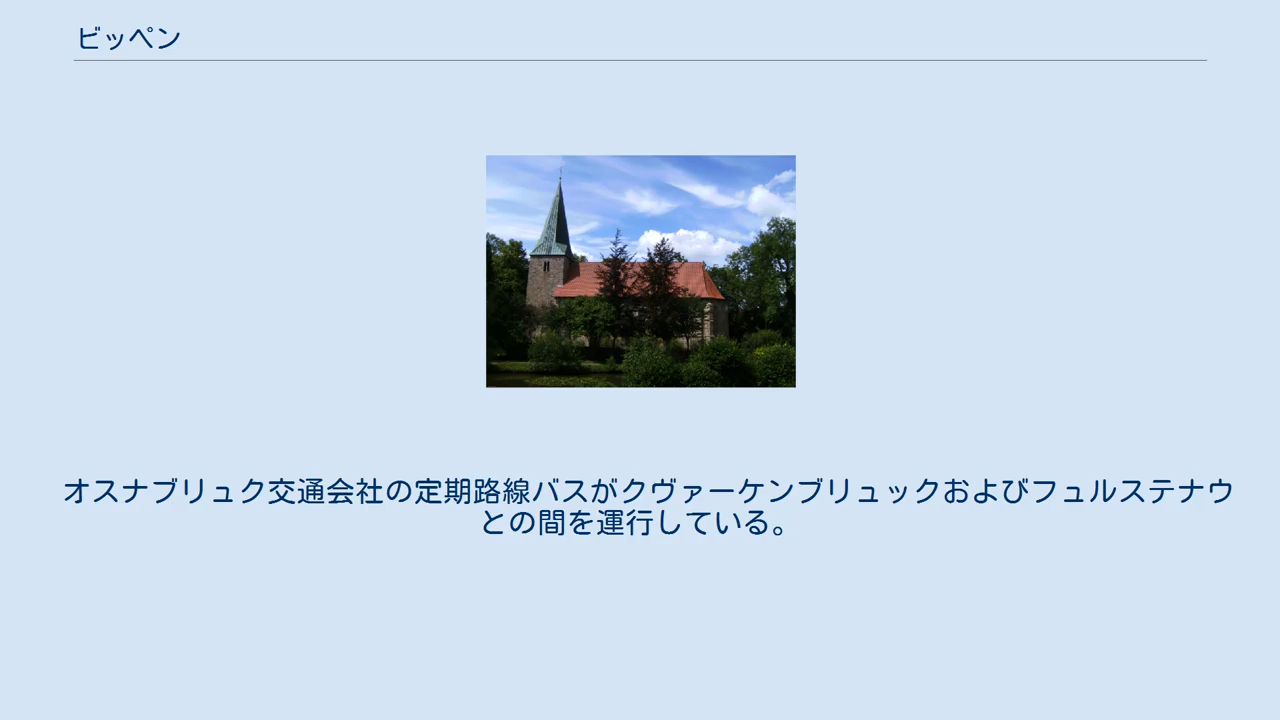 ビッペン
オスナブリュク交通会社の定期路線バスがクヴァーケンブリュックおよびフュルステナウ
との間を運行している。